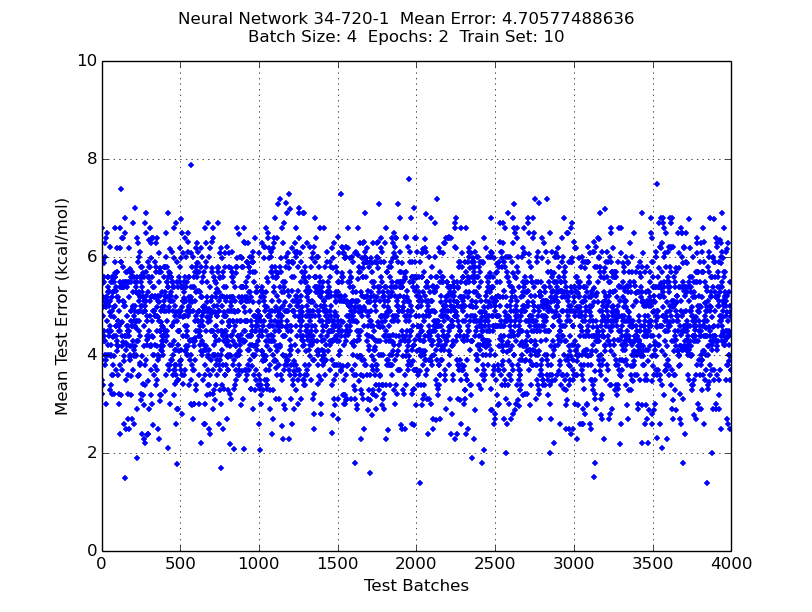 Neural Network 34-720-1  Mean Error: 4.70577488636
Batch Size: 4  Epochs: 2  Train Set: 10
10
8
6
4
2
0
Mean Test Error (kcal/mol)
0 500 1000 1500 2000 2500 3000 3500 4000
Test Batches